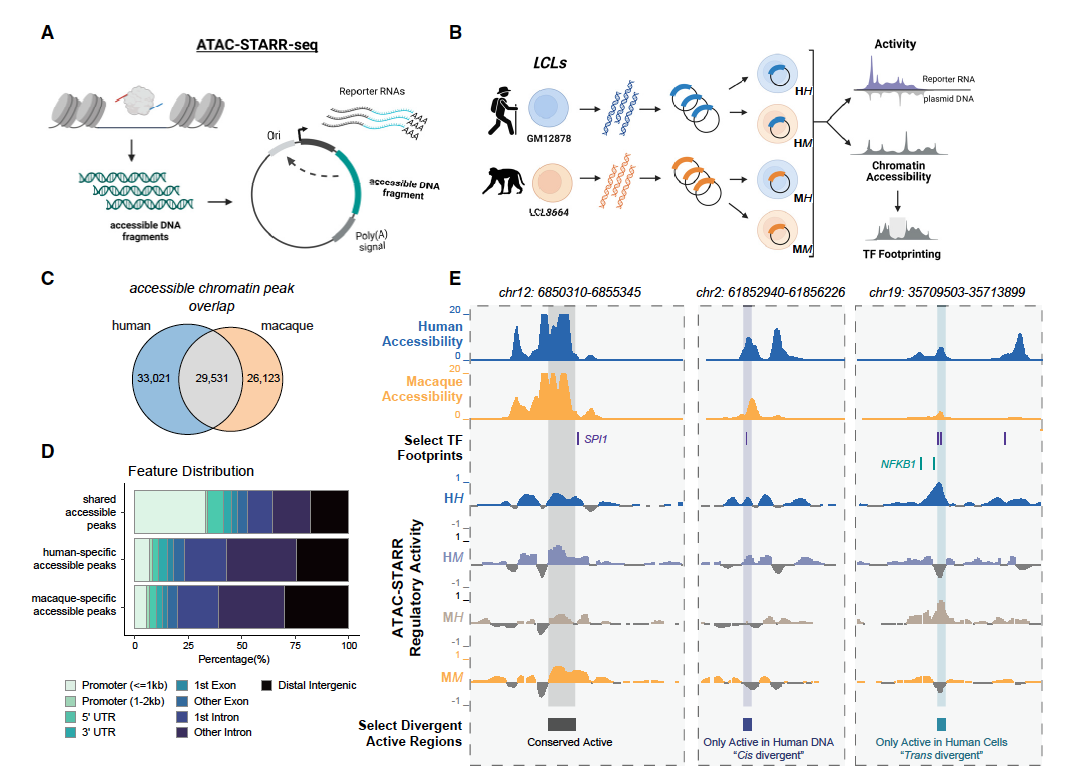 A
ATAC-STARR-seq
Reporter RNAs
AAA
AAA
AAA
Ori
accessible DNA
fragment
Poly(A)
signal
accessible DNA
fragments
B
LCLs
GM12878
LCL8664
HH
HM
MH
MM
Activity
Reporter RNA
plasmid DNA
Chromatin
Accessibility
TF Footprinting
C
accessible chromatin peak
overlap
human
macaque
33,021
29,531
26,123
D
Feature Distribution
shared
accessible
peaks
human-specific
accessible peaks
macaque-specific
accessible peaks
0
25
50
75
100
Percentage(%)
Promoter (<=1kb)
Promoter (1-2kb)
5' UTR
3' UTR
1st Exon
Other Exon
1st Intron
Other Intron
Distal Intergenic
E
chr12: 6850310-6855345
chr2: 61852940-61856226
chr19: 35709503-35713899
20
Human
Accessibility
0
20
Macaque
Accessibility
0
Select TF
Footprints
SPI1
NFKB1
ATAC-STARR
Regulatory Activity
1
HH
-1
1
HM
-1
1
MH
-1
1
MM
-1
Select Divergent
Active Regions
Conserved Active
Only Active in Human DNA
"Cis divergent"
Only Active in Human Cells
"Trans divergent"